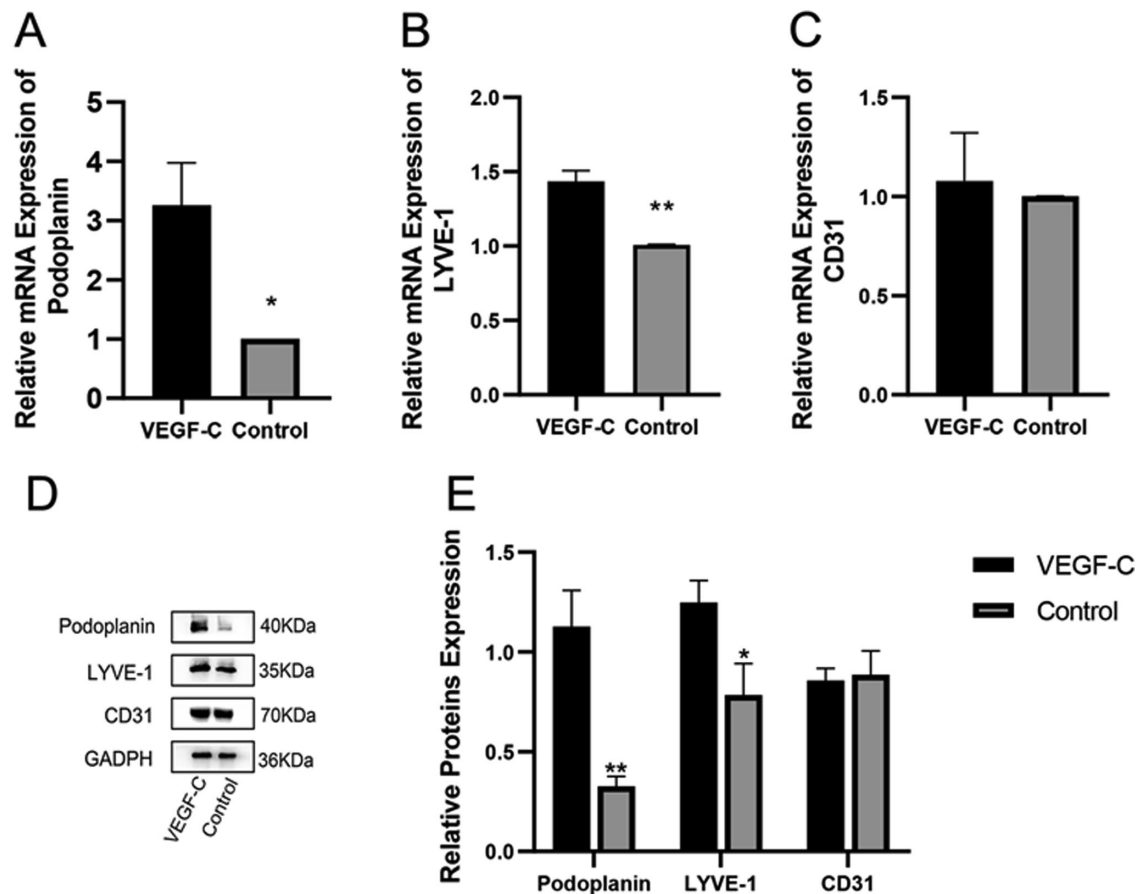 A
Relative mRNA Expression of
Podoplanin
5
4
3
2
1
0
*
VEGF-C Control
B
Relative mRNA Expression of
LYVE-1
2.0
1.5
1.0
0.5
0.0
**
VEGF-C Control
C
Relative mRNA Expression of
CD31
1.5
1.0
0.5
0.0
VEGF-C Control
D
Podoplanin 40KDa
LYVE-1 35KDa
CD31 70KDa
GADPH 36KDa
VEGF-C Control
E
Relative Proteins Expression
1.5
1.0
0.5
0.0
**
*
Podoplanin LYVE-1 CD31
VEGF-C
Control